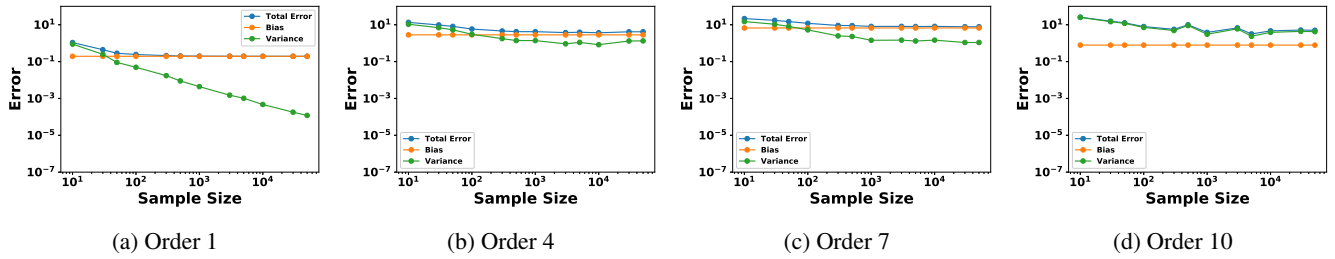 10^1
10^-1
10^-3
10^-5
10^-7
Error
Total Error
Bias
Variance
10^1 10^2 10^3 10^4
Sample Size
(a) Order 1
10^1
10^-1
10^-3
10^-5
10^-7
Error
Total Error
Bias
Variance
10^1 10^2 10^3 10^4
Sample Size
(b) Order 4
10^1
10^-1
10^-3
10^-5
10^-7
Error
Total Error
Bias
Variance
10^1 10^2 10^3 10^4
Sample Size
(c) Order 7
10^1
10^-1
10^-3
10^-5
10^-7
Error
Total Error
Bias
Variance
10^1 10^2 10^3 10^4
Sample Size
(d) Order 10